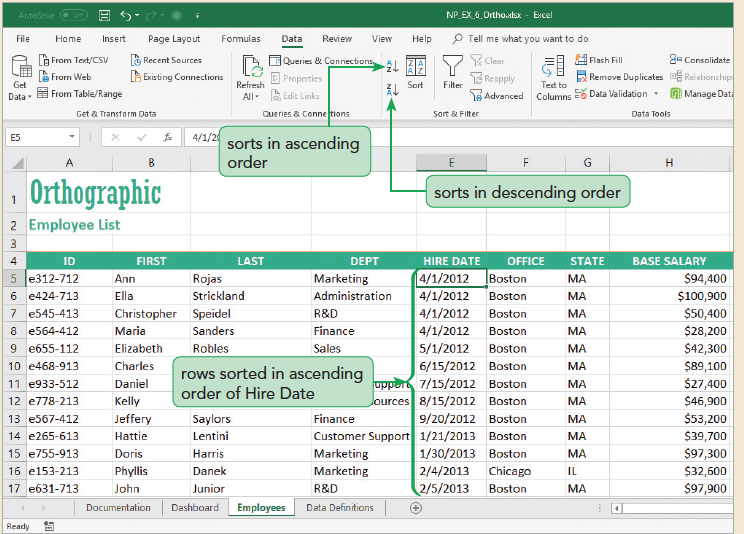 AutoSave Off NP_EX_6_Ortho.xlsx - Excel
File Home Insert Page Layout Formulas Data Review View Help Tell me what you want to do
Get Data
From Text/CSV
From Web
From Table/Range
Recent Sources
Existing Connections
Get & Transform Data
Refresh All
Queries & Connections
Properties
Edit Links
Queries & Connections
A Z
Z A
Sort
Filter
Clear
Reapply
Advanced
Sort & Filter
Text to Columns
Flash Fill
Remove Duplicates
Data Validation
Consolidate
Relationship
Manage Data
Data Tools
E5 fx 4/1/20
sorts in ascending
order
sorts in descending order
A B E F G H
1 Orthographic
2 Employee List
3
4 ID FIRST LAST DEPT HIRE DATE OFFICE STATE BASE SALARY
5 e312-712 Ann Rojas Marketing 4/1/2012 Boston MA $94,400
6 e424-713 Ella Strickland Administration 4/1/2012 Boston MA $100,900
7 e545-413 Christopher Speidel R&D 4/1/2012 Boston MA $50,400
8 e564-412 Maria Sanders Finance 4/1/2012 Boston MA $28,200
9 e655-112 Elizabeth Robles Sales 5/1/2012 Boston MA $42,300
10 e468-913 Charles 6/15/2012 Boston MA $89,100
11 e933-512 Daniel upport 7/15/2012 Boston MA $27,400
12 e778-213 Kelly ources 8/15/2012 Boston MA $46,900
rows sorted in ascending
order of Hire Date
13 e567-412 Jeffery Saylors Finance 9/20/2012 Boston MA $53,200
14 e265-613 Hattie Lentini Customer Support 1/21/2013 Boston MA $39,700
15 e755-913 Doris Harris Marketing 1/30/2013 Boston MA $97,300
16 e153-213 Phyllis Danek Marketing 2/4/2013 Chicago IL $32,600
17 e631-713 John Junior R&D 2/5/2013 Boston MA $97,900
Documentation Dashboard Employees Data Definitions
Ready